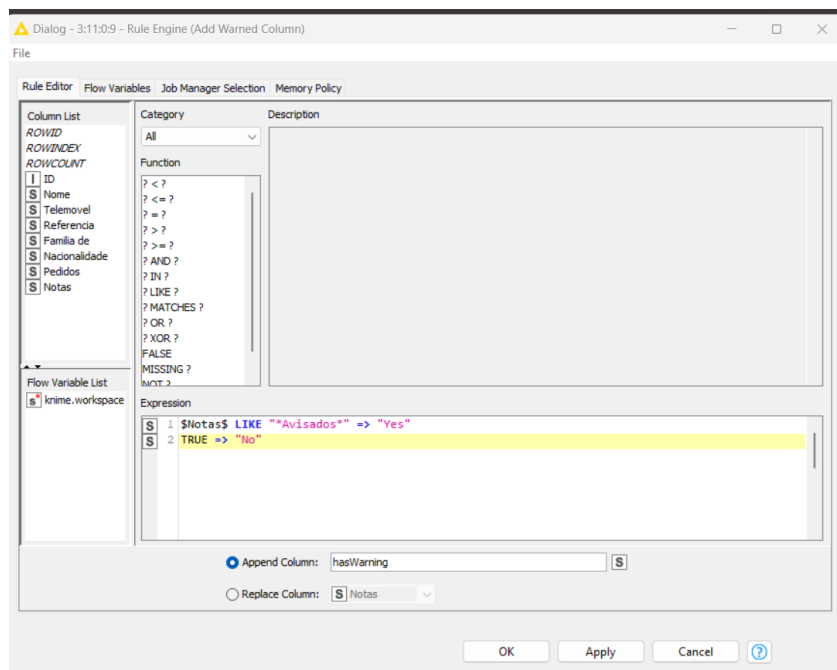 Dialog - 3:11:0:9 - Rule Engine (Add Warned Column)
File
Rule Editor Flow Variables Job Manager Selection Memory Policy
Column List
ROWID
ROWINDEX
ROWCOUNT
I ID
S Nome
S Telemovel
S Referencia
S Familia de
S Nacionalidade
S Pedidos
S Notas
Flow Variable List
s knime.workspace
Category
All
Function
? < ?
? <= ?
? = ?
? > ?
? >= ?
? AND ?
? IN ?
? LIKE ?
? MATCHES ?
? OR ?
? XOR ?
FALSE
MISSING ?
NOT ?
Description
Expression
S 1 $Notas$ LIKE "*Avisados*" => "Yes"
S 2 TRUE => "No"
Append Column: hasWarning S
Replace Column: S Notas
OK Apply Cancel ?